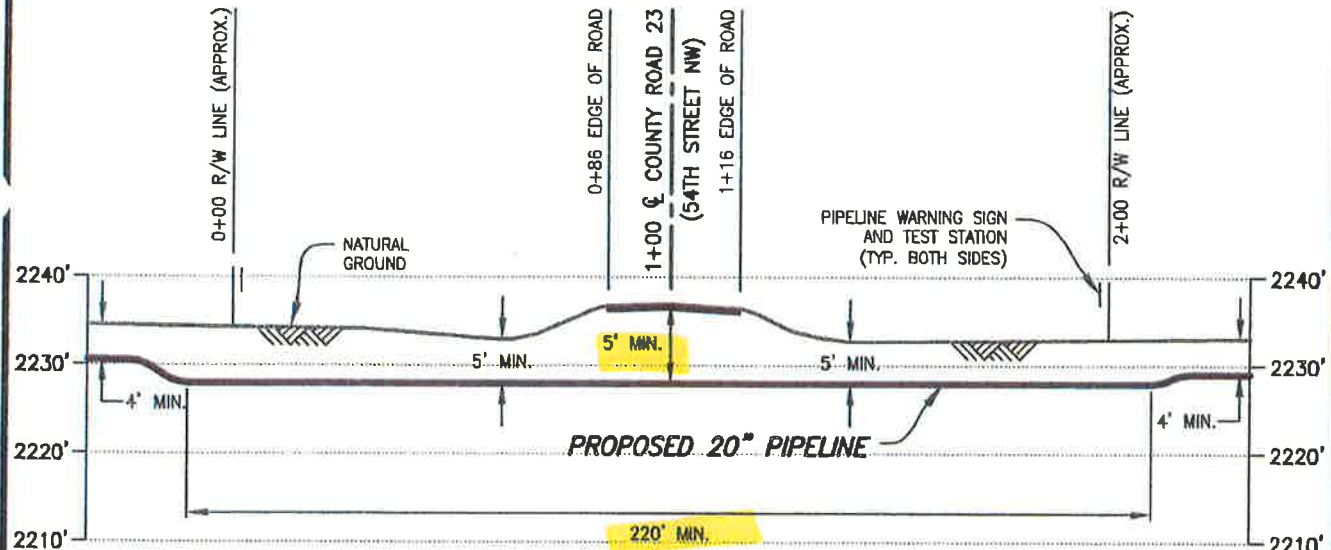 0+00 R/W LINE (APPROX.)
0+86 EDGE OF ROAD
1+00 ℄ COUNTY ROAD 23
(54TH STREET NW)
1+16 EDGE OF ROAD
2+00 R/W LINE (APPROX.)
NATURAL
GROUND
PIPELINE WARNING SIGN
AND TEST STATION
(TYP. BOTH SIDES)
2240'
2240'
5' MIN.
5' MIN.
5' MIN.
2230'
2230'
4' MIN.
4' MIN.
PROPOSED 20" PIPELINE
2220'
2220'
220' MIN.
2210'
2210'